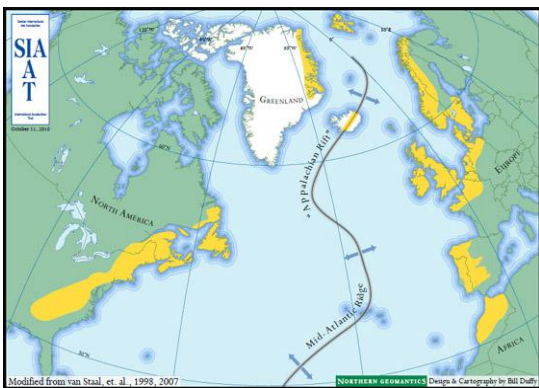 SIA
AT
October 11, 2010
GREENLAND
"APPALACHIAN RIFT"
EUROPE
NORTH AMERICA
MID-ATLANTIC RIDGE
AFRICA
Modified from van Staal, et. al., 1998, 2007
NORTHERN GEOMANTICS Design & Cartography by Bill Duffy